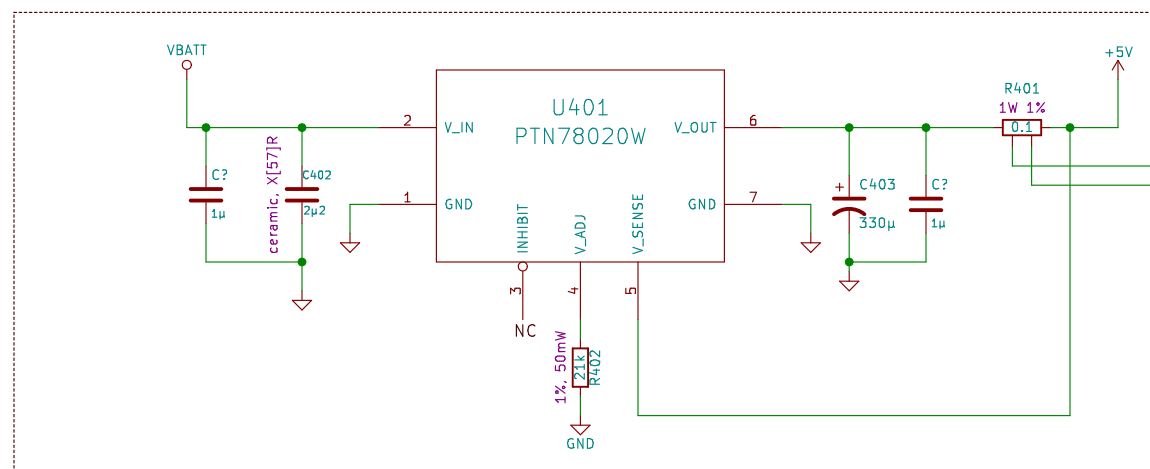 VBATT
+5V
R401
1W 1%
0.1
U401
PTN78020W
2
V_IN
V_OUT
6
1
GND
GND
7
INHIBIT
V_ADJ
V_SENSE
3
4
5
NC
C?
1µ
ceramic, X[57]R
C402
2µ2
+
C403
330µ
C?
1µ
1%, 50mW
21k
R402
GND